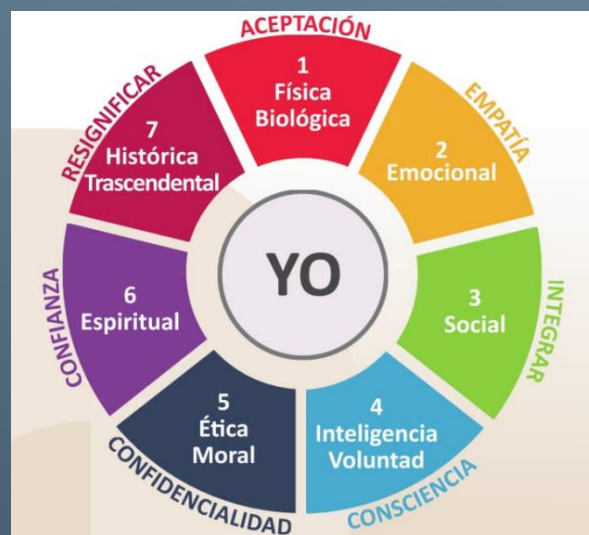 ACEPTACIÓN
1
Física
Biológica
EMPATÍA
2
Emocional
INTEGRAR
3
Social
CONSCIENCIA
4
Inteligencia
Voluntad
CONFIDENCIALIDAD
5
Ética
Moral
CONFIANZA
6
Espiritual
RESIGNIFICAR
7
Histórica
Trascendental
YO